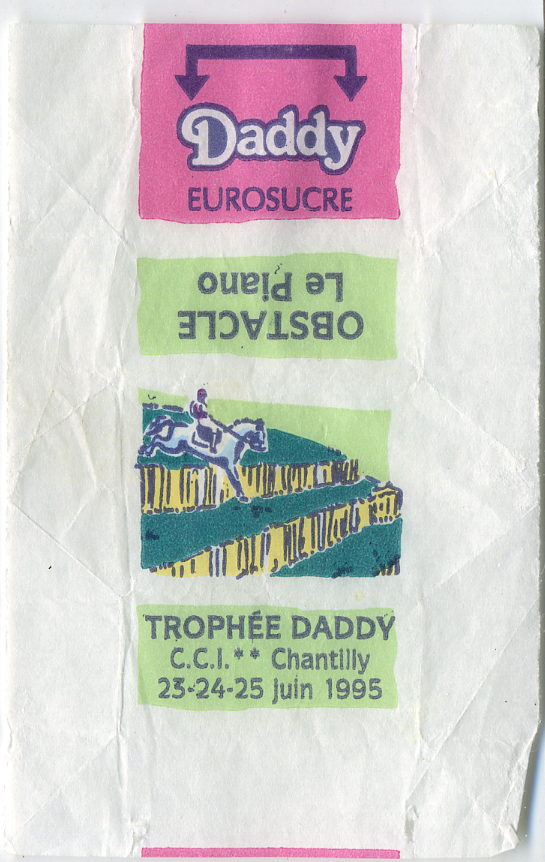 Daddy
EUROSUCRE
OBSTACLE
Le Piano
TROPHÉE DADDY
C.C.I.** Chantilly
23-24-25 juin 1995